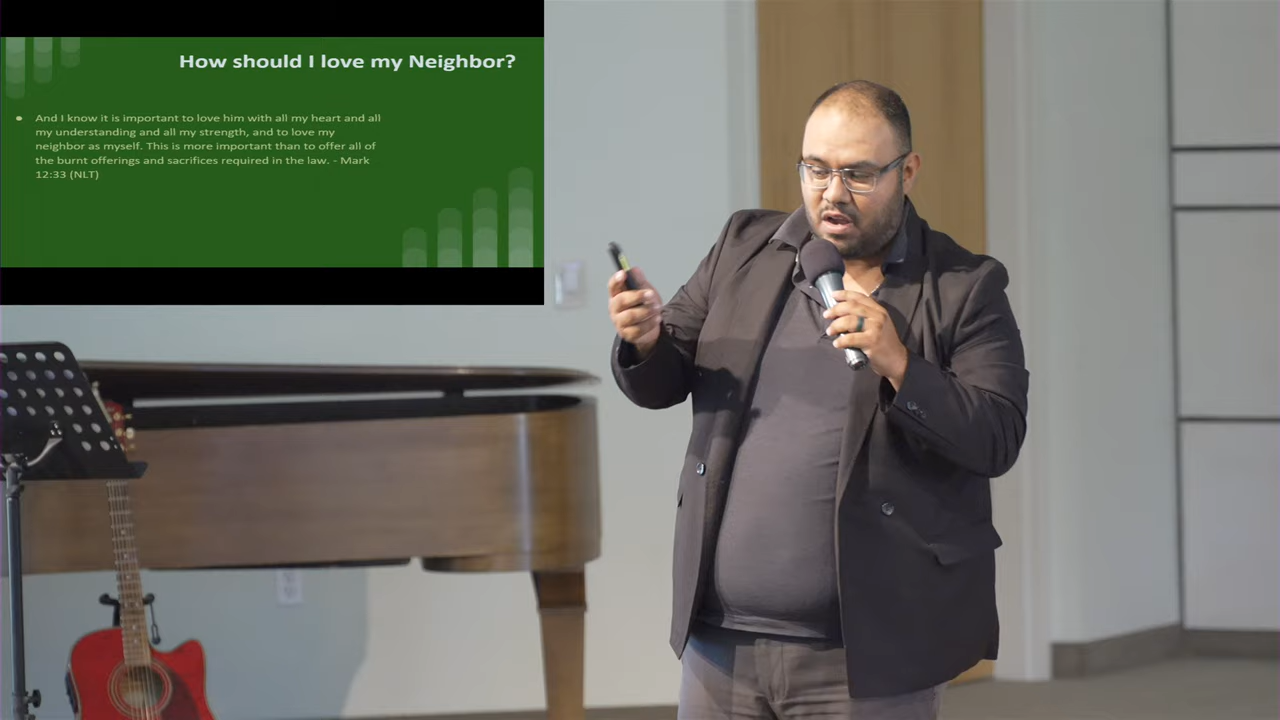 How should I love my Neighbor?
And I know it is important to love him with all my heart and all
my understanding and all my strength, and to love my
neighbor as myself. This is more important than to offer all of
the burnt offerings and sacrifices required in the law. - Mark
12:33 (NLT)